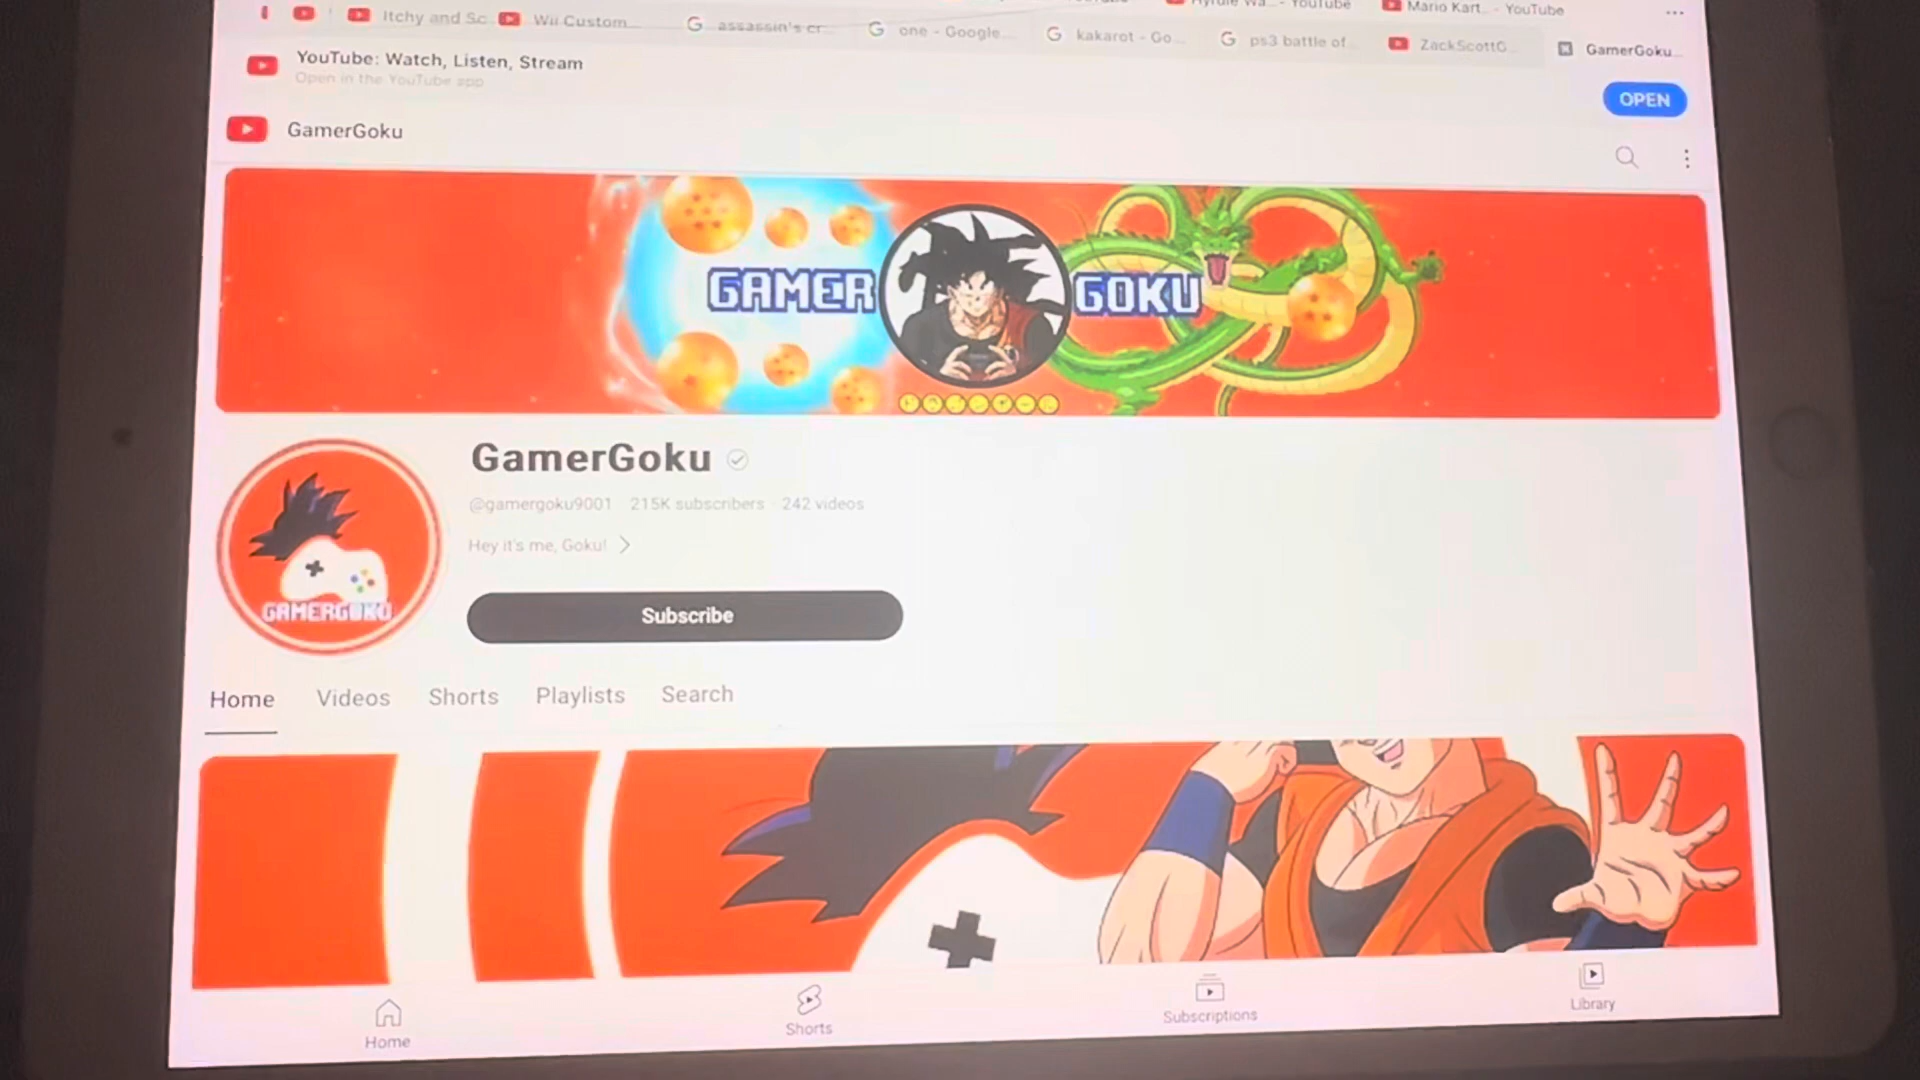 Mario Kart... - YouTube
Itchy and Sc...
Wii Custom...
assassin's cr...
one - Google...
kakarot - Go...
ps3 battle of
ZackScottG...
GamerGoku...
YouTube: Watch, Listen, Stream
Open in the YouTube app
OPEN
GamerGoku
GAMER GOKU
GamerGoku
@gamergoku9001 215K subscribers · 242 videos
Hey it's me, Goku!
Subscribe
GAMERGOKU
Home Videos Shorts Playlists Search
Home
Shorts
Subscriptions
Library